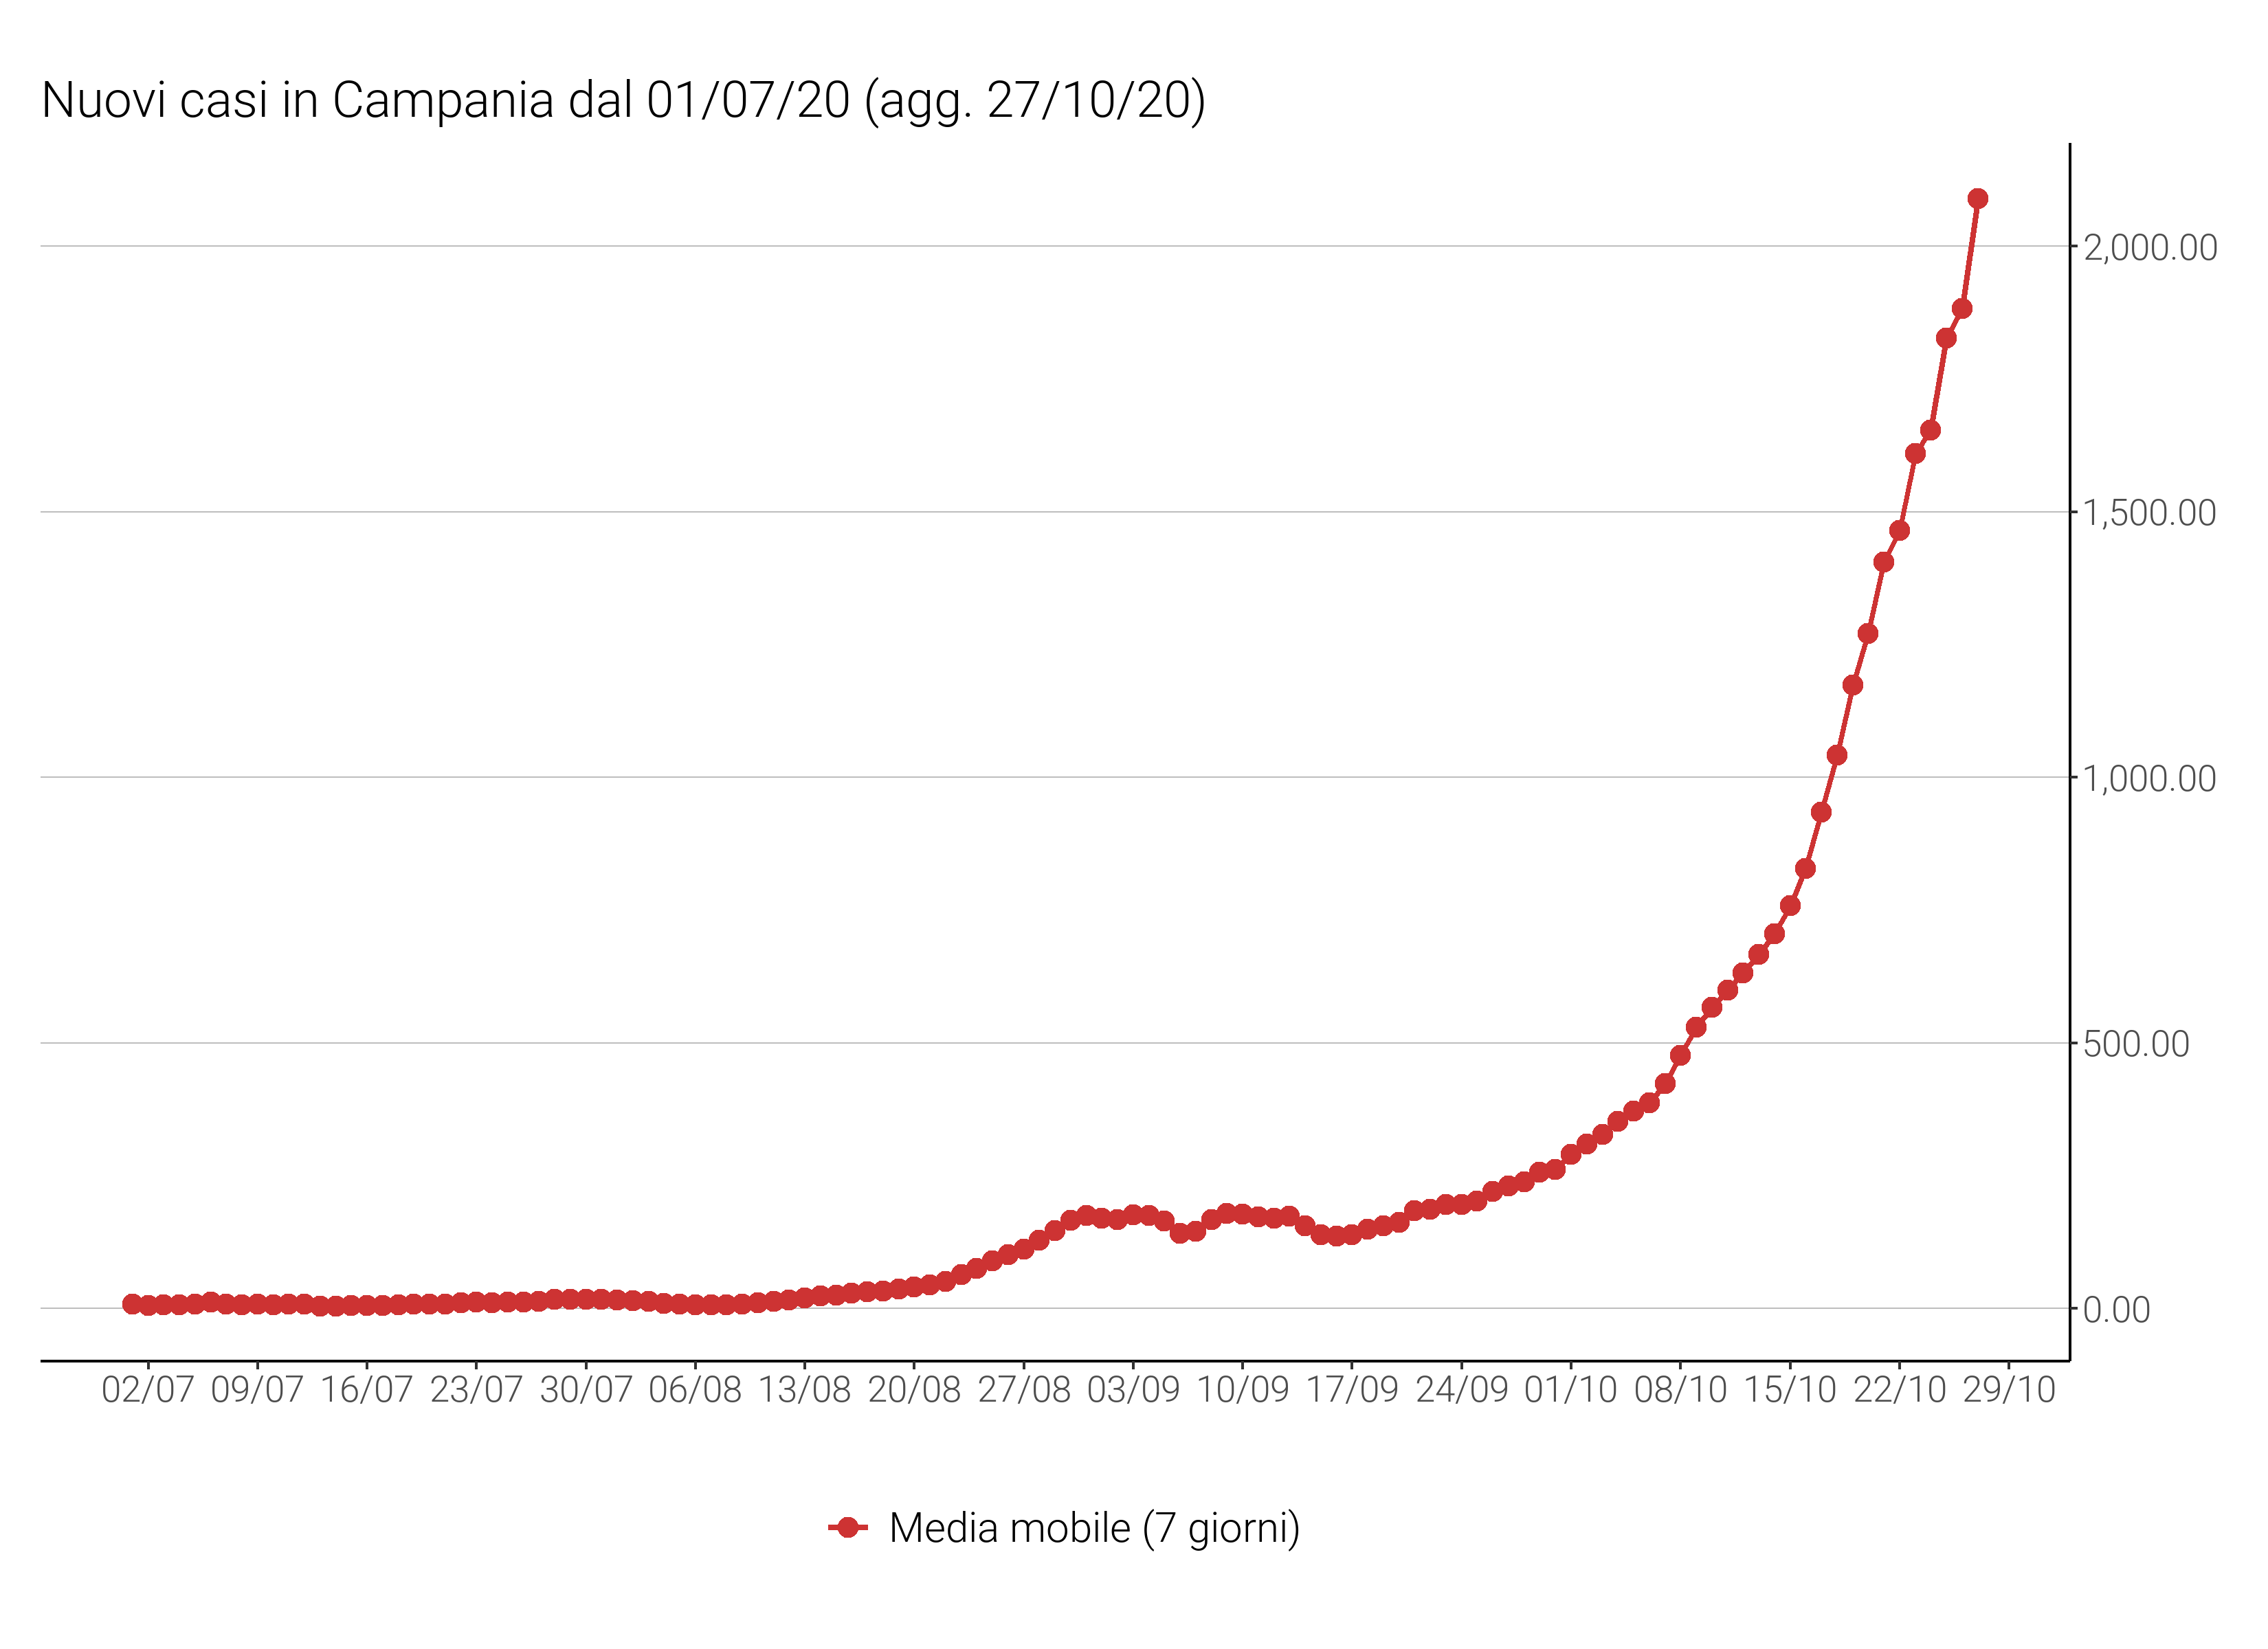 Nuovi casi in Campania dal 01/07/20 (agg. 27/10/20)
2,000.00
1,500.00
1,000.00
500.00
0.00
02/07 09/07 16/07 23/07 30/07 06/08 13/08 20/08 27/08 03/09 10/09 17/09 24/09 01/10 08/10 15/10 22/10 29/10
Media mobile (7 giorni)